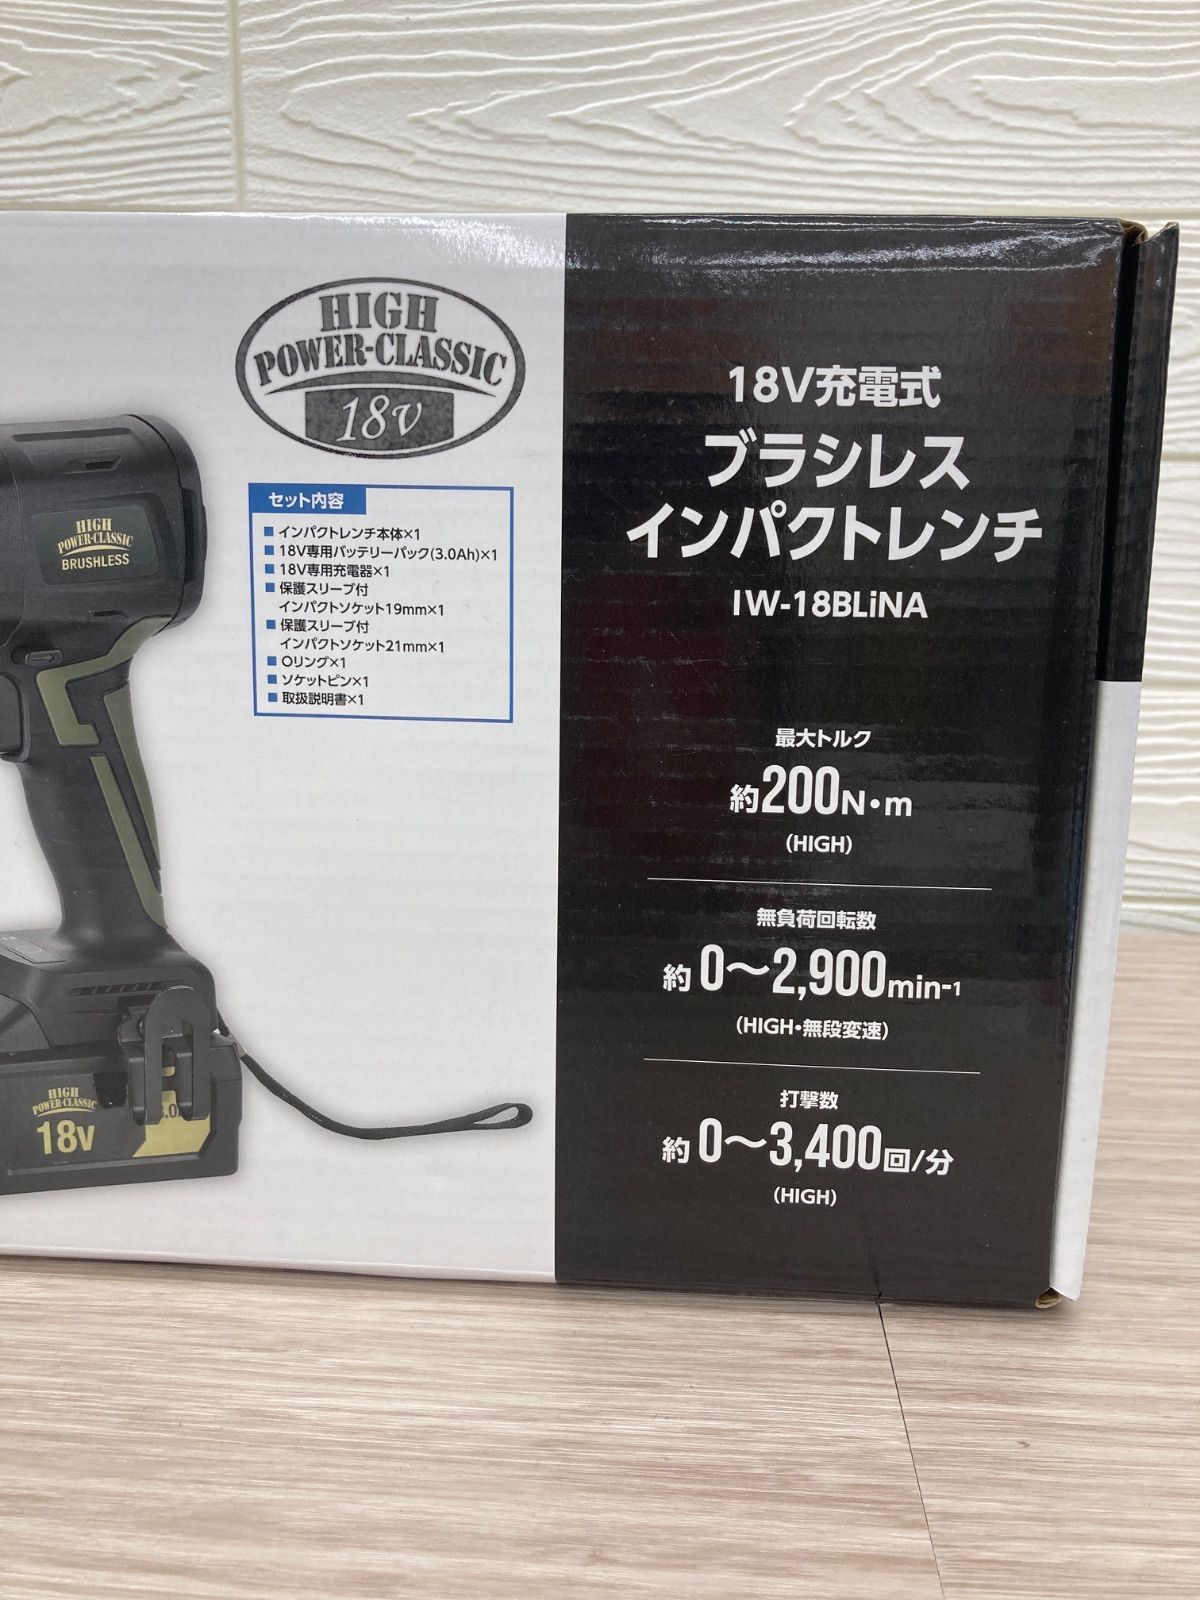 HIGH
POWER-CLASSIC
18v
セット内容
■ インパクトレンチ本体×1
■ 18V専用バッテリーパック(3.0Ah)×1
■ 18V専用充電器×1
■ 保護スリーブ付
インパクトソケット19mm×1
■ 保護スリーブ付
インパクトソケット21mm×1
■ Oリング×1
■ ソケットピン×1
■ 取扱説明書×1
HIGH
POWER-CLASSIC
BRUSHLESS
HIGH
POWER-CLASSIC
18V
18V充電式
ブラシレス
インパクトレンチ
IW-18BLiNA
最大トルク
約200N・m
(HIGH)
無負荷回転数
約 0〜2,900min-1
(HIGH・無段変速)
打撃数
約 0〜3,400回/分
(HIGH)